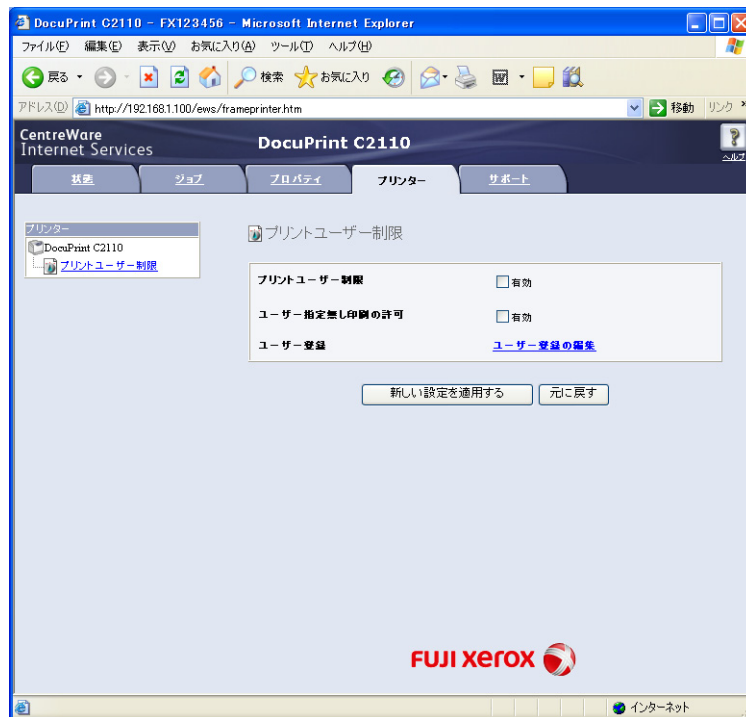 DocuPrint C2110 - FX123456 - Microsoft Internet Explorer
ファイル(F) 編集(E) 表示(V) お気に入り(A) ツール(T) ヘルプ(H)
戻る 検索 お気に入り
アドレス(D) http://192.168.1.100/ews/frameprinter.htm 移動 リンク
CentreWare
Internet Services
DocuPrint C2110
ヘルプ
状態 ジョブ プロパティ プリンター サポート
プリンター
DocuPrint C2110
プリントユーザー制限
プリントユーザー制限
プリントユーザー制限 有効
ユーザー指定無し印刷の許可 有効
ユーザー登録 ユーザー登録の編集
新しい設定を適用する 元に戻す
FUJI xerox
インターネット